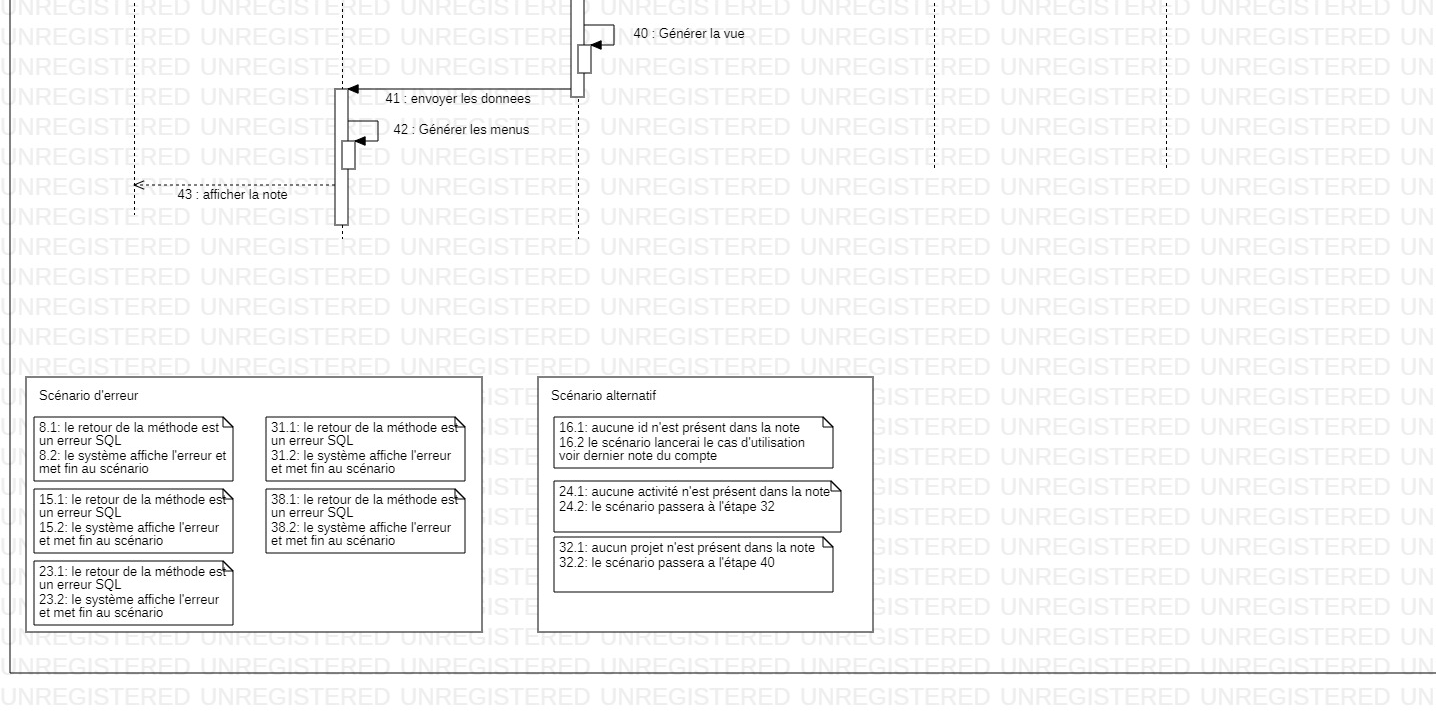 40 : Générer la vue
41 : envoyer les donnees
42 : Générer les menus
43 : afficher la note
Scénario d'erreur
8.1: le retour de la méthode est
un erreur SQL
8.2: le système affiche l'erreur et
met fin au scénario
15.1: le retour de la méthode est
un erreur SQL
15.2: le système affiche l'erreur
et met fin au scénario
23.1: le retour de la méthode est
un erreur SQL
23.2: le système affiche l'erreur
et met fin au scénario
31.1: le retour de la méthode est
un erreur SQL
31.2: le système affiche l'erreur
et met fin au scénario
38.1: le retour de la méthode est
un erreur SQL
38.2: le système affiche l'erreur
et met fin au scénario
Scénario alternatif
16.1: aucune id n'est présent dans la note
16.2 le scénario lancerai le cas d'utilisation
voir dernier note du compte
24.1: aucune activité n'est présent dans la note
24.2: le scénario passera à l'étape 32
32.1: aucun projet n'est présent dans la note
32.2: le scénario passera a l'étape 40
UNREGISTERED